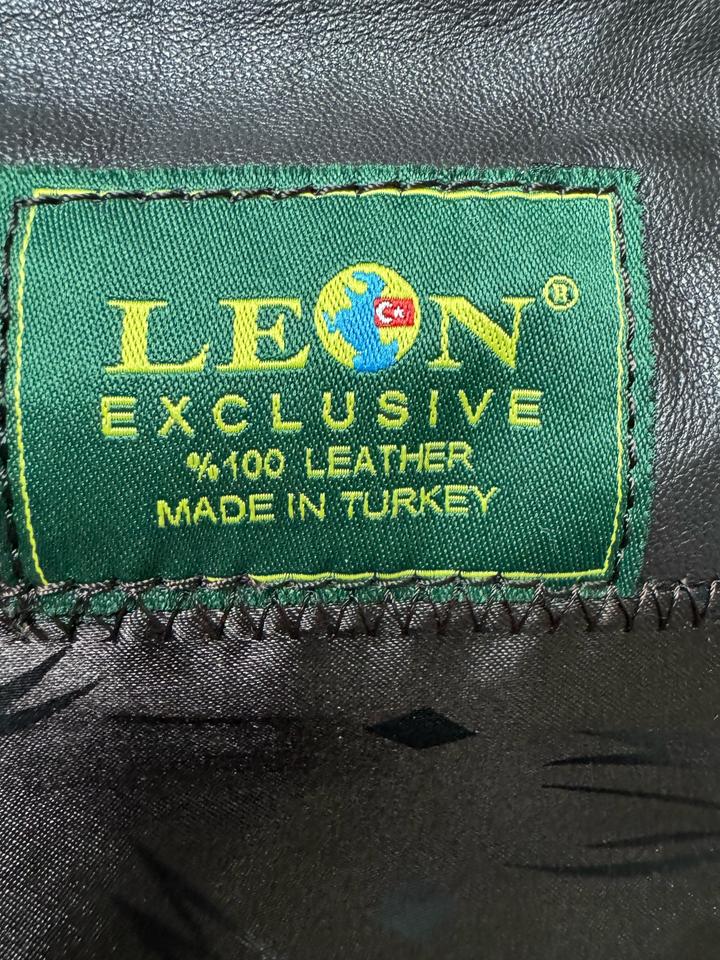 LEON®
EXCLUSIVE
%100 LEATHER
MADE IN TURKEY